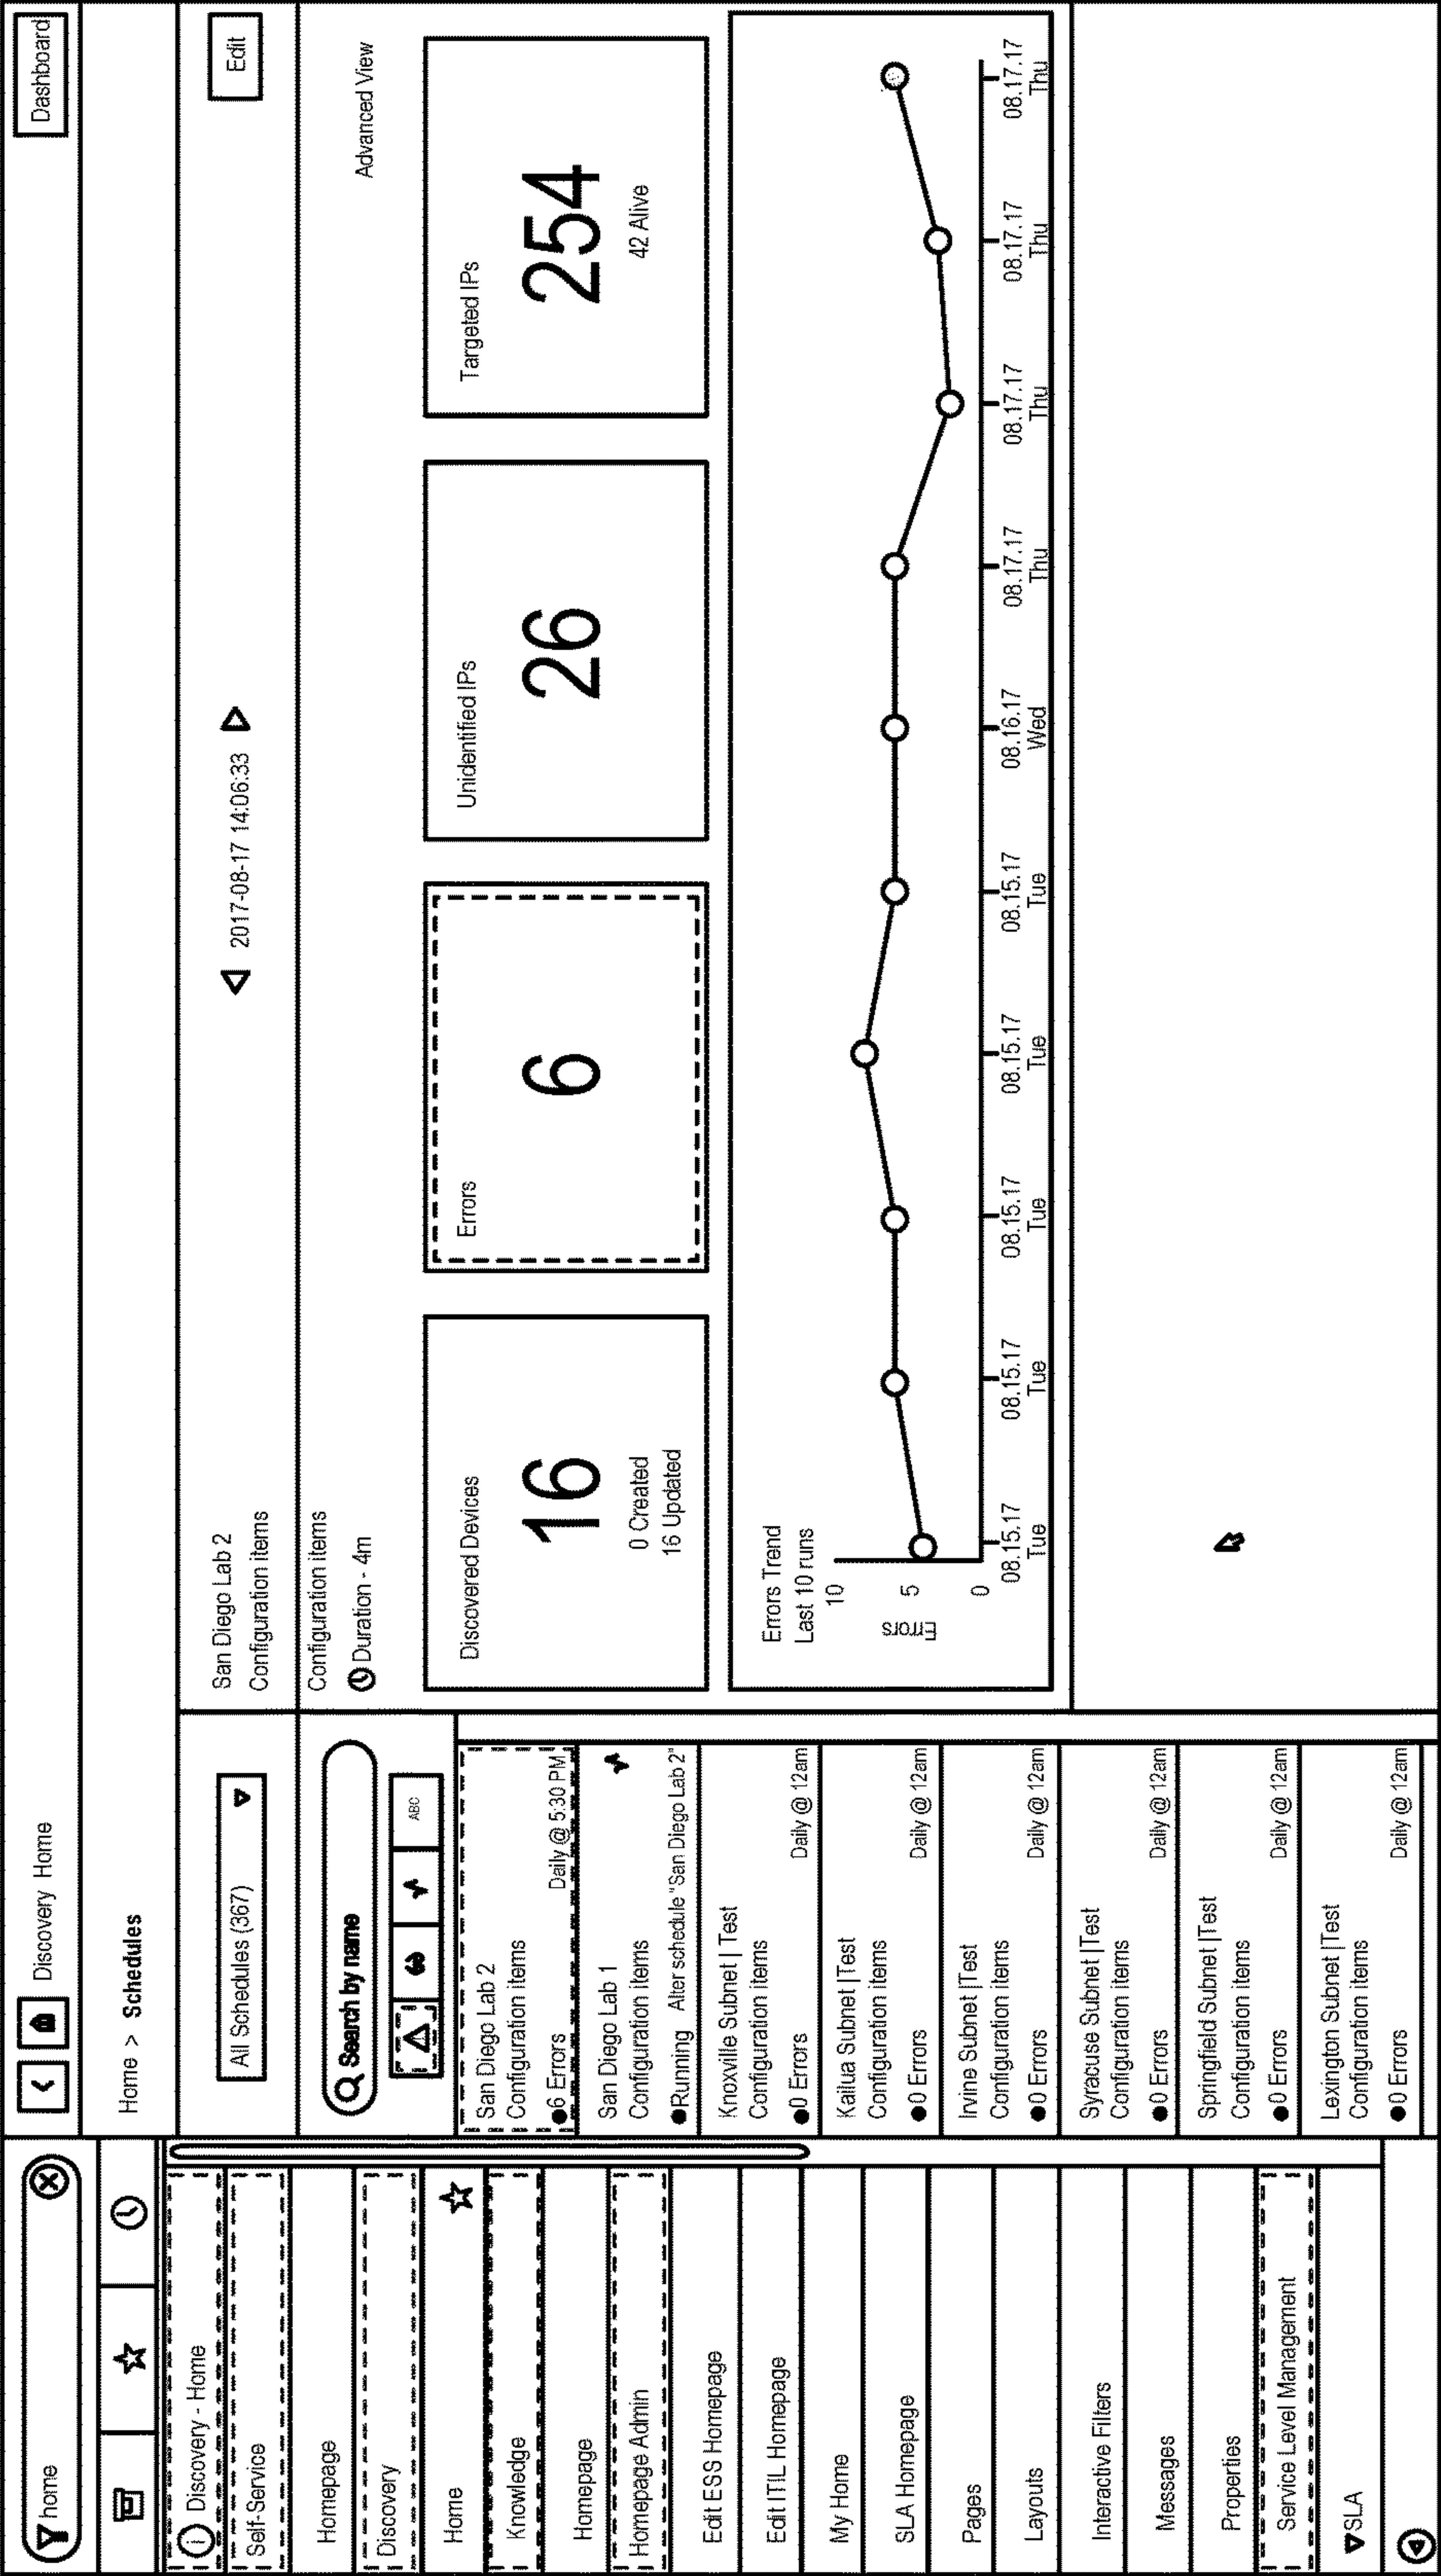 home
Discovery - Home
Self-Service
Homepage
Discovery
Home
Knowledge
Homepage
Homepage Admin
Edit ESS Homepage
Edit ITIL Homepage
My Home
SLA Homepage
Pages
Layouts
Interactive Filters
Messages
Properties
Service Level Management
SLA
Discovery Home
Dashboard
Home > Schedules
All Schedules (367)
Search by name
ABC
San Diego Lab 2
Configuration items
6 Errors Daily @ 5:30 PM
San Diego Lab 1
Configuration items
Running Alter schedule "San Diego Lab 2"
Knoxville Subnet | Test
Configuration items
0 Errors Daily @ 12am
Kailua Subnet |Test
Configuration items
0 Errors Daily @ 12am
Irvine Subnet |Test
Configuration items
0 Errors Daily @ 12am
Syracuse Subnet |Test
Configuration items
0 Errors Daily @ 12am
Springfield Subnet |Test
Configuration items
0 Errors Daily @ 12am
Lexington Subnet |Test
Configuration items
0 Errors Daily @ 12am
San Diego Lab 2
Configuration items
2017-08-17 14:06:33
Edit
Configuration items
Duration - 4m
Advanced View
Discovered Devices
16
0 Created
16 Updated
Errors
6
Unidentified IPs
26
Targeted IPs
254
42 Alive
Errors Trend
Last 10 runs
10
5
0
Errors
08.15.17 08.15.17 08.15.17 08.15.17 08.15.17 08.16.17 08.17.17 08.17.17 08.17.17 08.17.17
Tue Tue Tue Tue Tue Wed Thu Thu Thu Thu